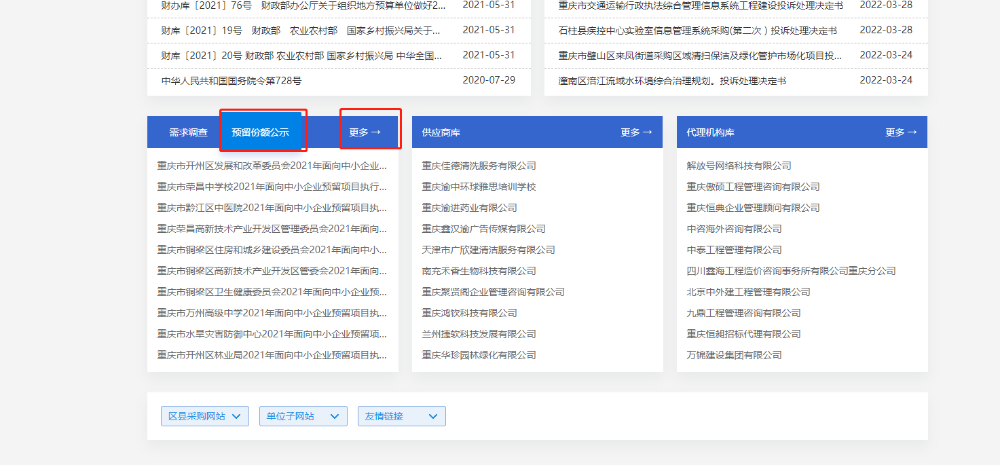 财办库〔2021〕76号 财政部办公厅关于组织地方预算单位做好2... 2021-05-31
财库〔2021〕19号 财政部 农业农村部 国家乡村振兴局关于... 2021-05-31
财库〔2021〕20号 财政部 农业农村部 国家乡村振兴局 中华全国... 2021-05-31
中华人民共和国国务院令第728号 2020-07-29
重庆市交通运输行政执法综合管理信息系统工程建设投诉处理决定书 2022-03-28
石柱县疾控中心实验室信息管理系统采购(第二次）投诉处理决定书 2022-03-28
重庆市璧山区来凤街道采购区域清扫保洁及绿化管护市场化项目投... 2022-03-24
潼南区涪江流域水环境综合治理规划。投诉处理决定书 2022-03-24
需求调查 预留份额公示 更多 →
重庆市开州区发展和改革委员会2021年面向中小企业...
重庆市荣昌中学校2021年面向中小企业预留项目执行...
重庆市黔江区中医院2021年面向中小企业预留项目执...
重庆荣昌高新技术产业开发区管理委员会2021年面向...
重庆市铜梁区住房和城乡建设委员会2021年面向中小...
重庆市铜梁区高新技术产业开发区管委会2021年面向...
重庆市铜梁区卫生健康委员会2021年面向中小企业预...
重庆市万州高级中学2021年面向中小企业预留项目执...
重庆市水旱灾害防御中心2021年面向中小企业预留项...
重庆市开州区林业局2021年面向中小企业预留项目执...
供应商库 更多 →
重庆佳德清洗服务有限公司
重庆渝中环球雅思培训学校
重庆渝进药业有限公司
重庆鑫汉渝广告传媒有限公司
天津市广欣建清洁服务有限公司
南充禾香生物科技有限公司
重庆聚贤阁企业管理咨询有限公司
重庆鸿钦科技有限公司
兰州捷软科技发展有限公司
重庆华珍园林绿化有限公司
代理机构库 更多 →
解放号网络科技有限公司
重庆傲硕工程管理咨询有限公司
重庆恒典企业管理顾问有限公司
中咨海外咨询有限公司
中泰工程管理有限公司
四川鑫海工程造价咨询事务所有限公司重庆分公司
北京中外建工程管理有限公司
九鼎工程管理咨询有限公司
重庆恒昶招标代理有限公司
万锦建设集团有限公司
区县采购网站 单位子网站 友情链接